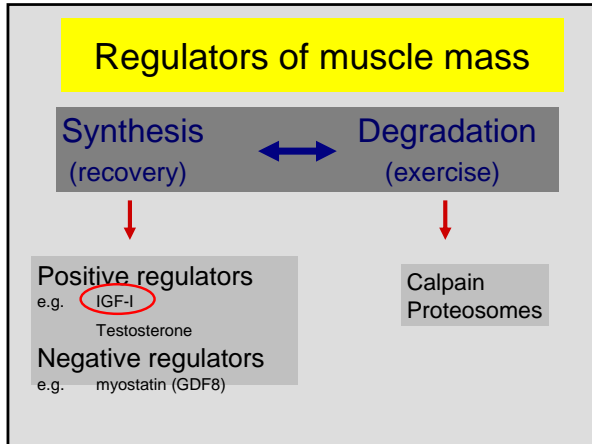 Regulators of muscle mass
Synthesis
(recovery)
Degradation
(exercise)
Positive regulators
e.g. IGF-I
Testosterone
Negative regulators
e.g. myostatin (GDF8)
Calpain
Proteosomes